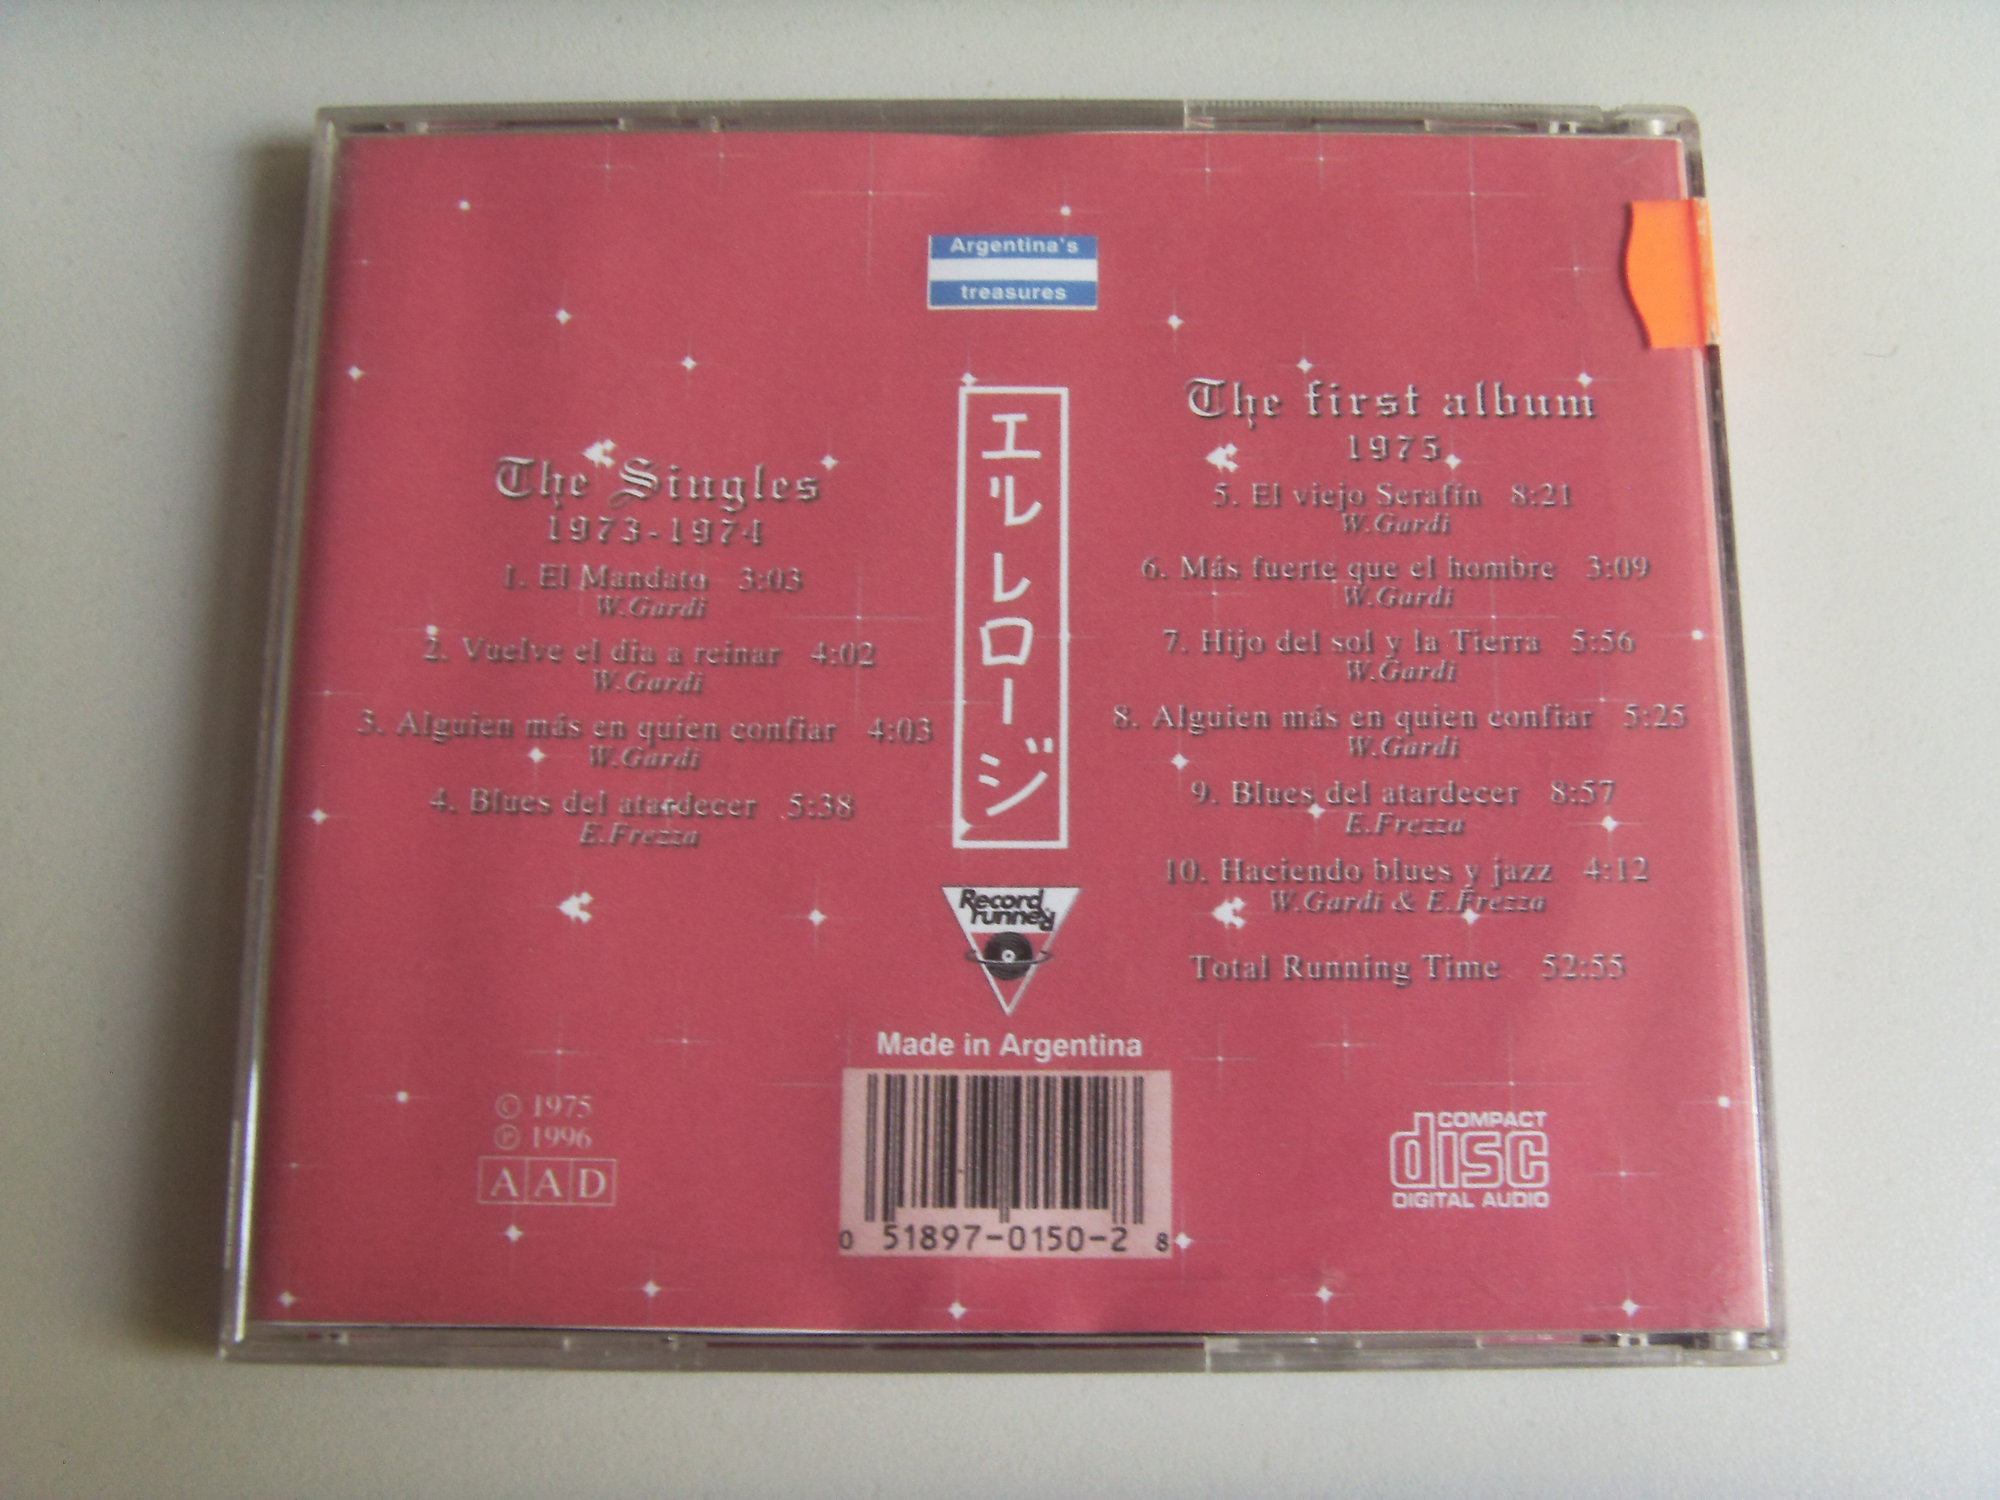 Argentina's
treasures
The Singles
1973-1974
1. El Mandato 3:03
W.Gardi
2. Vuelve el dia a reinar 4:02
W.Gardi
3. Alguien más en quien confiar 4:03
W.Gardi
4. Blues del atardecer 5:38
E.Frezza
エルレロージ
The first album
1975
5. El viejo Serafín 8:21
W.Gardi
6. Más fuerte que el hombre 3:09
W.Gardi
7. Hijo del sol y la Tierra 5:56
W.Gardi
8. Alguien más en quien confiar 5:25
W.Gardi
9. Blues del atardecer 8:57
E.Frezza
10. Haciendo blues y jazz 4:12
W.Gardi & E.Frezza
Total Running Time 52:55
Record
runner
Made in Argentina
© 1975
℗ 1996
AAD
0 51897-0150-2 8
COMPACT
disc
DIGITAL AUDIO